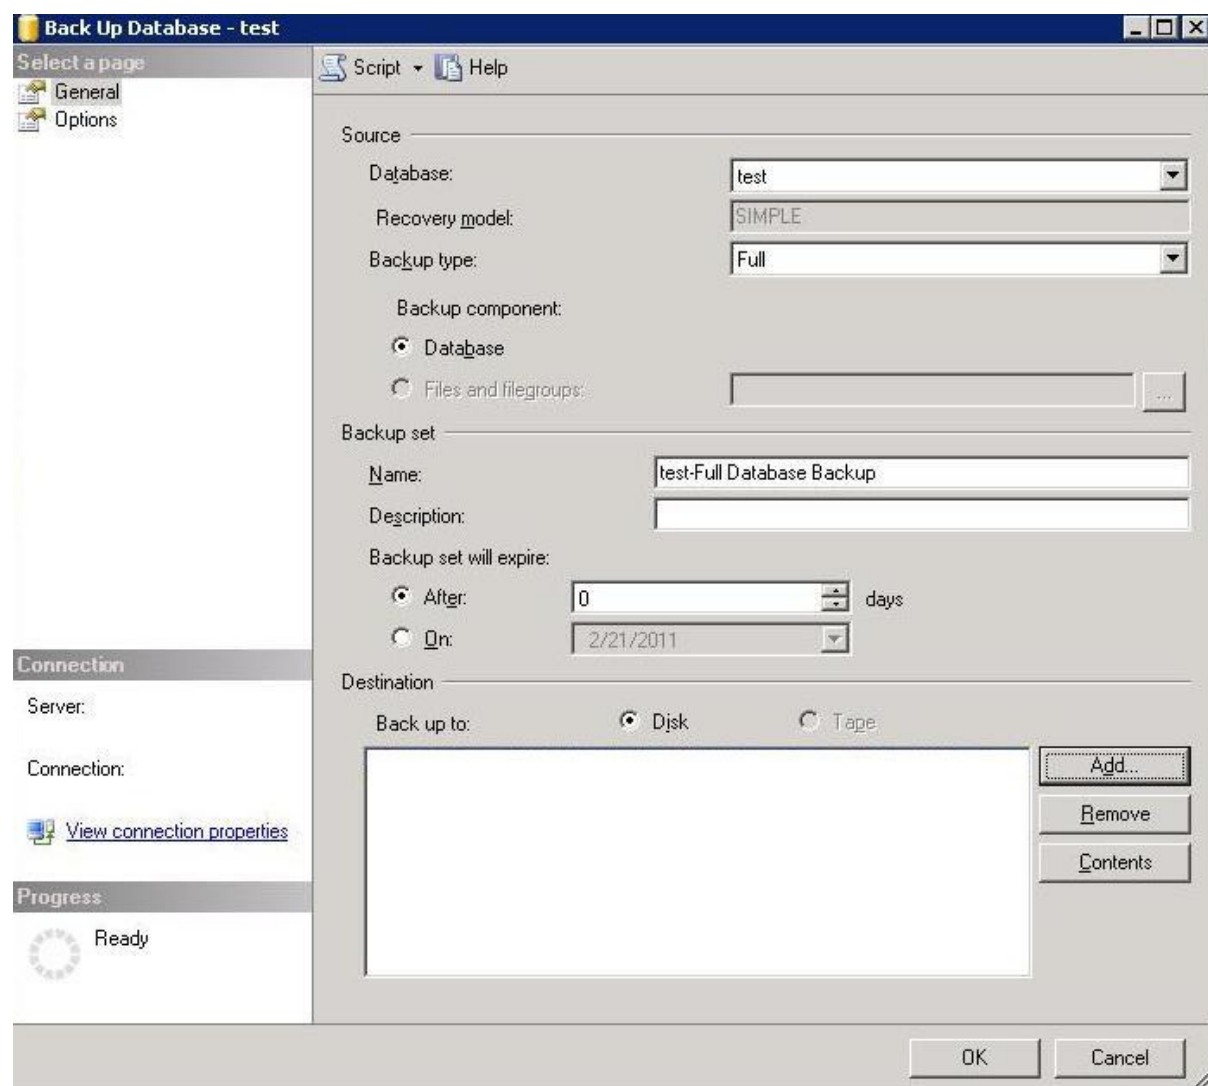 Back Up Database - test
Select a page
General
Options
Script Help
Source
Database: test
Recovery model: SIMPLE
Backup type: Full
Backup component:
Database
Files and filegroups: ...
Backup set
Name: test-Full Database Backup
Description:
Backup set will expire:
After: 0 days
On: 2/21/2011
Connection
Server:
Connection:
View connection properties
Progress
Ready
Destination
Back up to: Disk Tape
Add...
Remove
Contents
OK Cancel